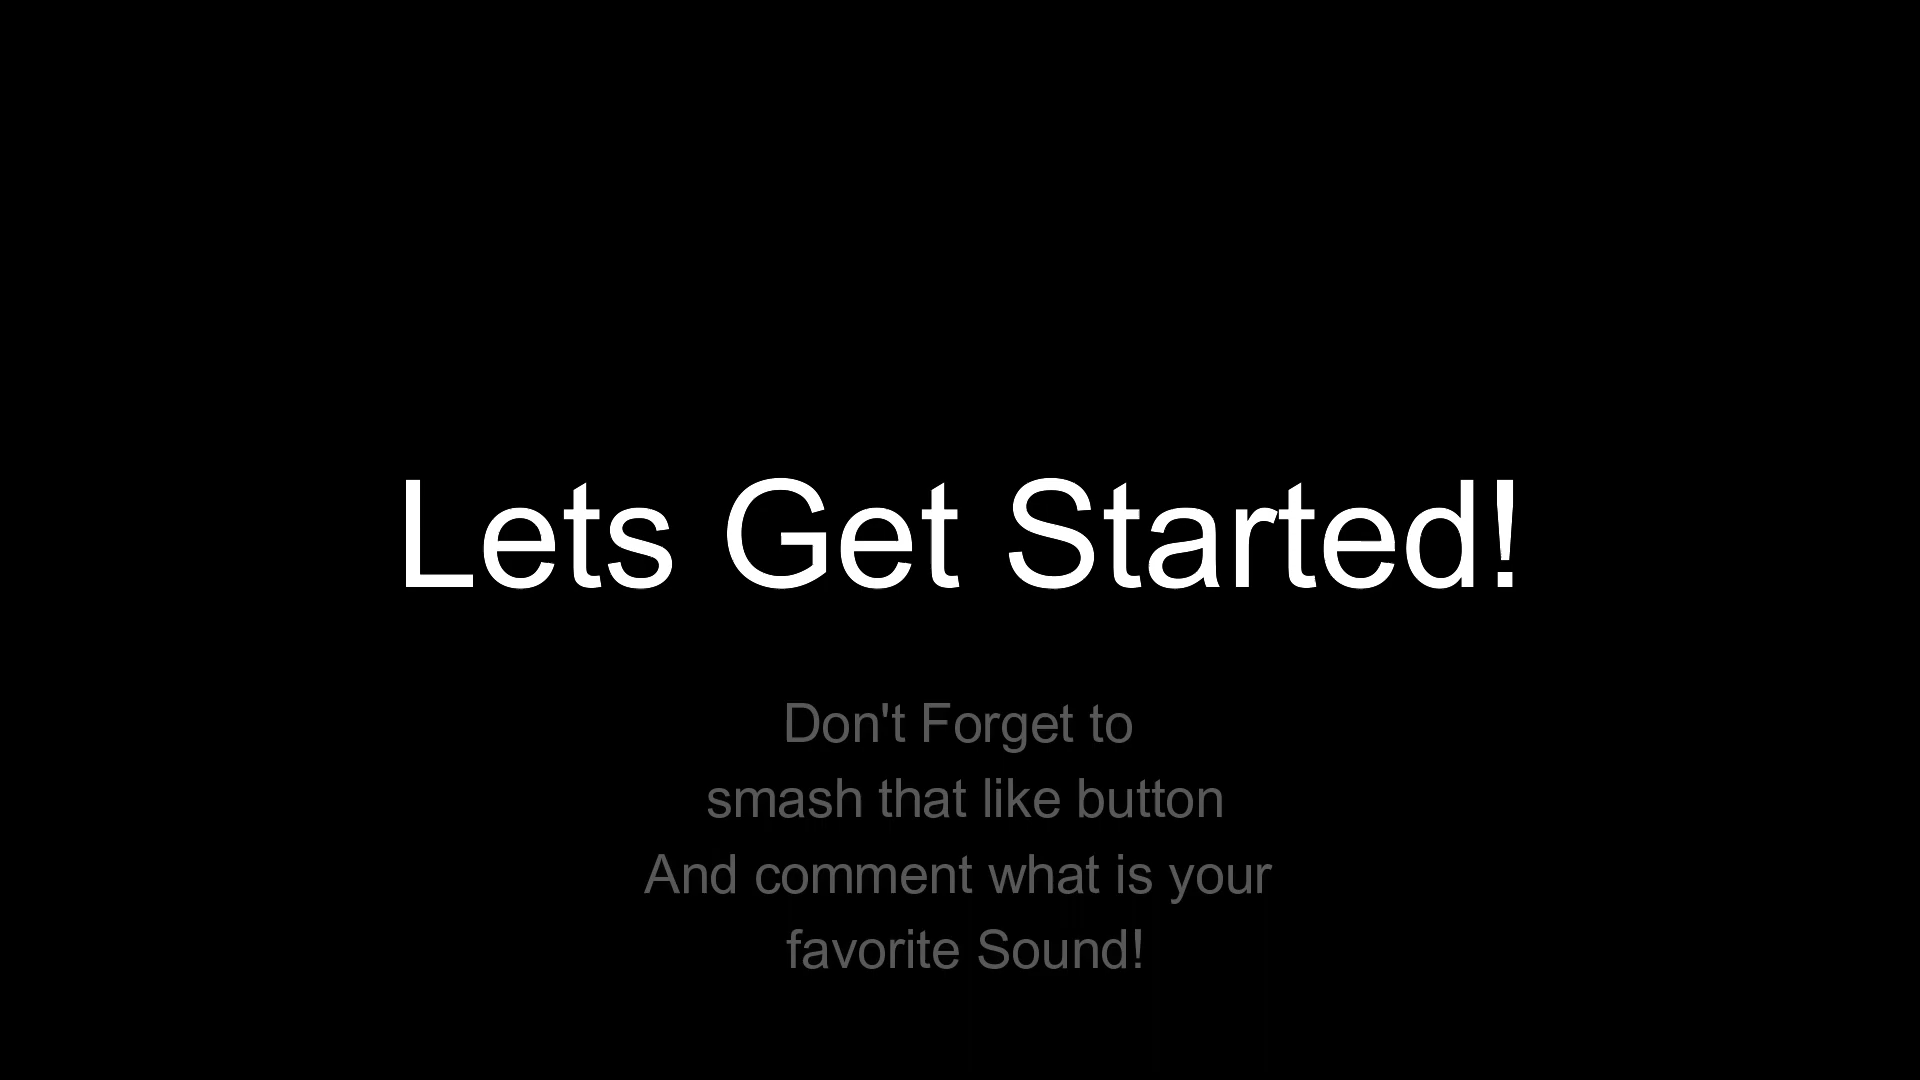 Lets Get Started!
Don't Forget to
smash that like button
And comment what is your
favorite Sound!